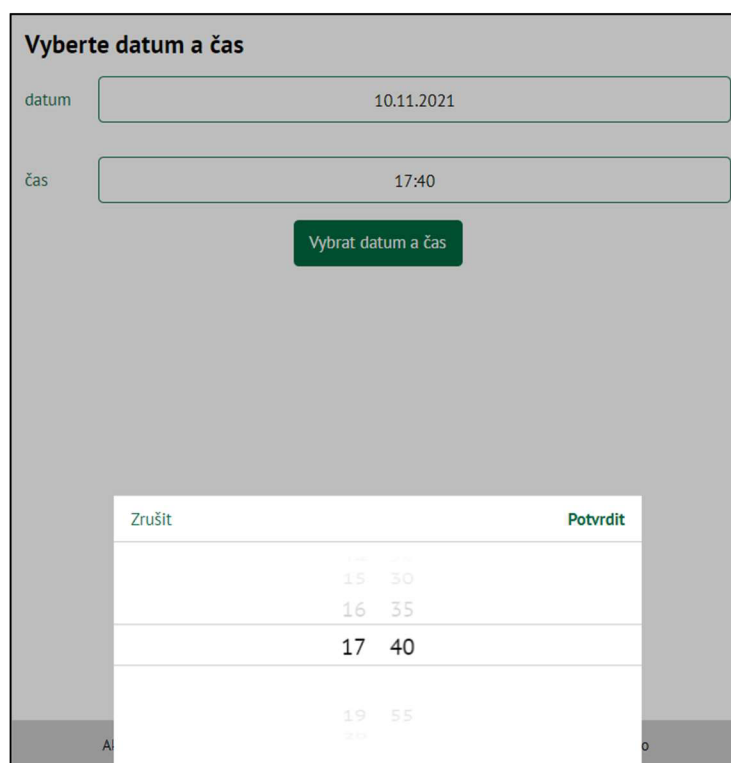 Vyberte datum a čas
datum 10.11.2021
čas 17:40
Vybrat datum a čas
Zrušit Potvrdit
15 30
16 35
17 40
19 55